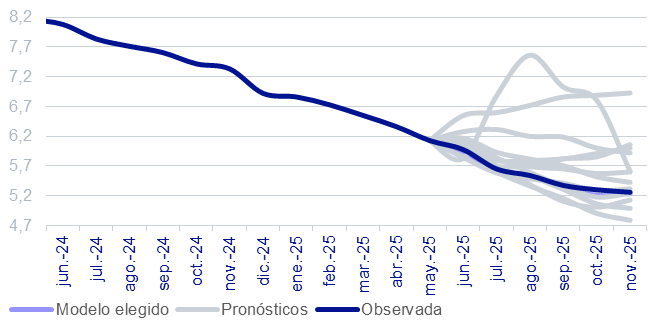 8,2
7,7
7,2
6,7
6,2
5,7
5,2
4,7
jun.-24
jul.-24
ago.-24
sep.-24
oct.-24
nov.-24
dic.-24
ene.-25
feb.-25
mar.-25
abr.-25
may.-25
jun.-25
jul.-25
ago.-25
sep.-25
oct.-25
nov.-25
Modelo elegido Pronósticos Observada